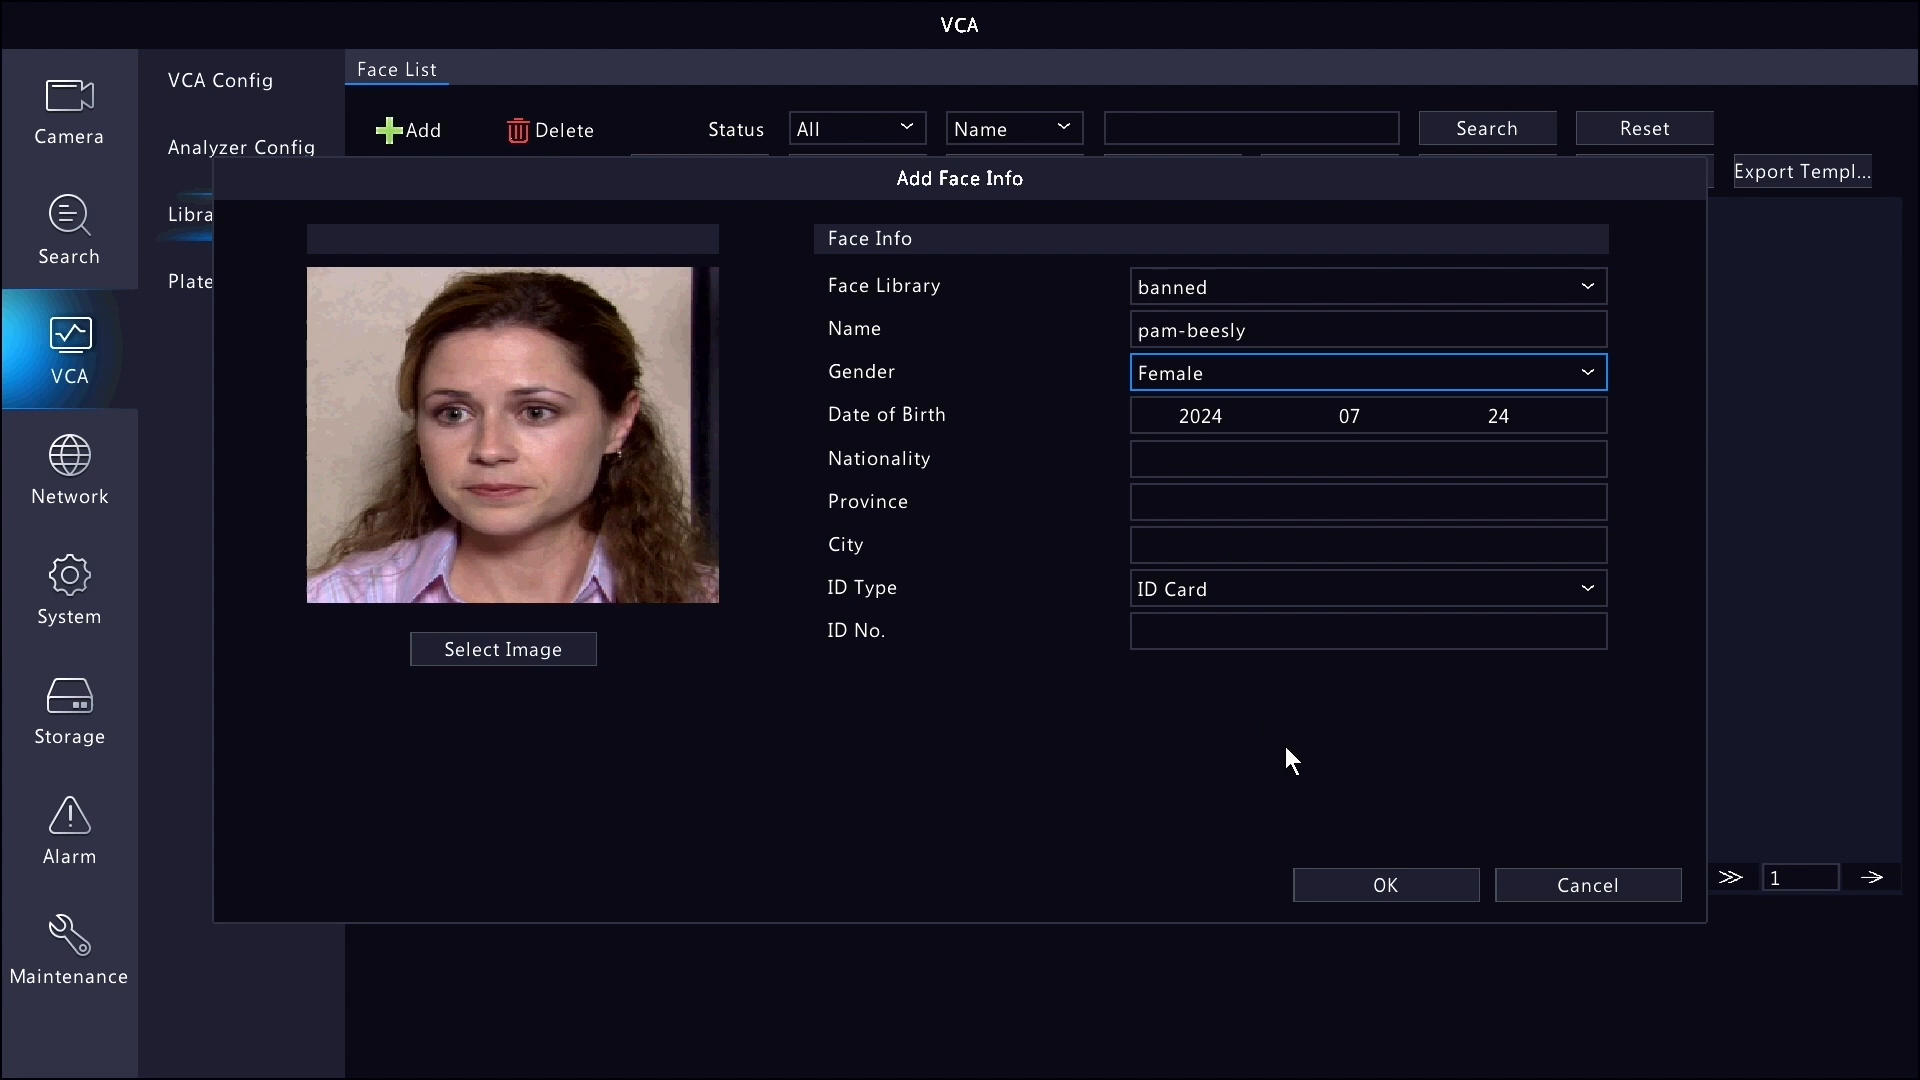 VCA
Camera
Search
VCA
Network
System
Storage
Alarm
Maintenance
VCA Config
Analyzer Config
Libra
Plate
Face List
Add
Delete
Status
All
Name
Search
Reset
Export Templ...
Add Face Info
Face Info
Face Library
banned
Name
pam-beesly
Gender
Female
Date of Birth
2024 07 24
Nationality
Province
City
ID Type
ID Card
ID No.
Select Image
OK
Cancel
1